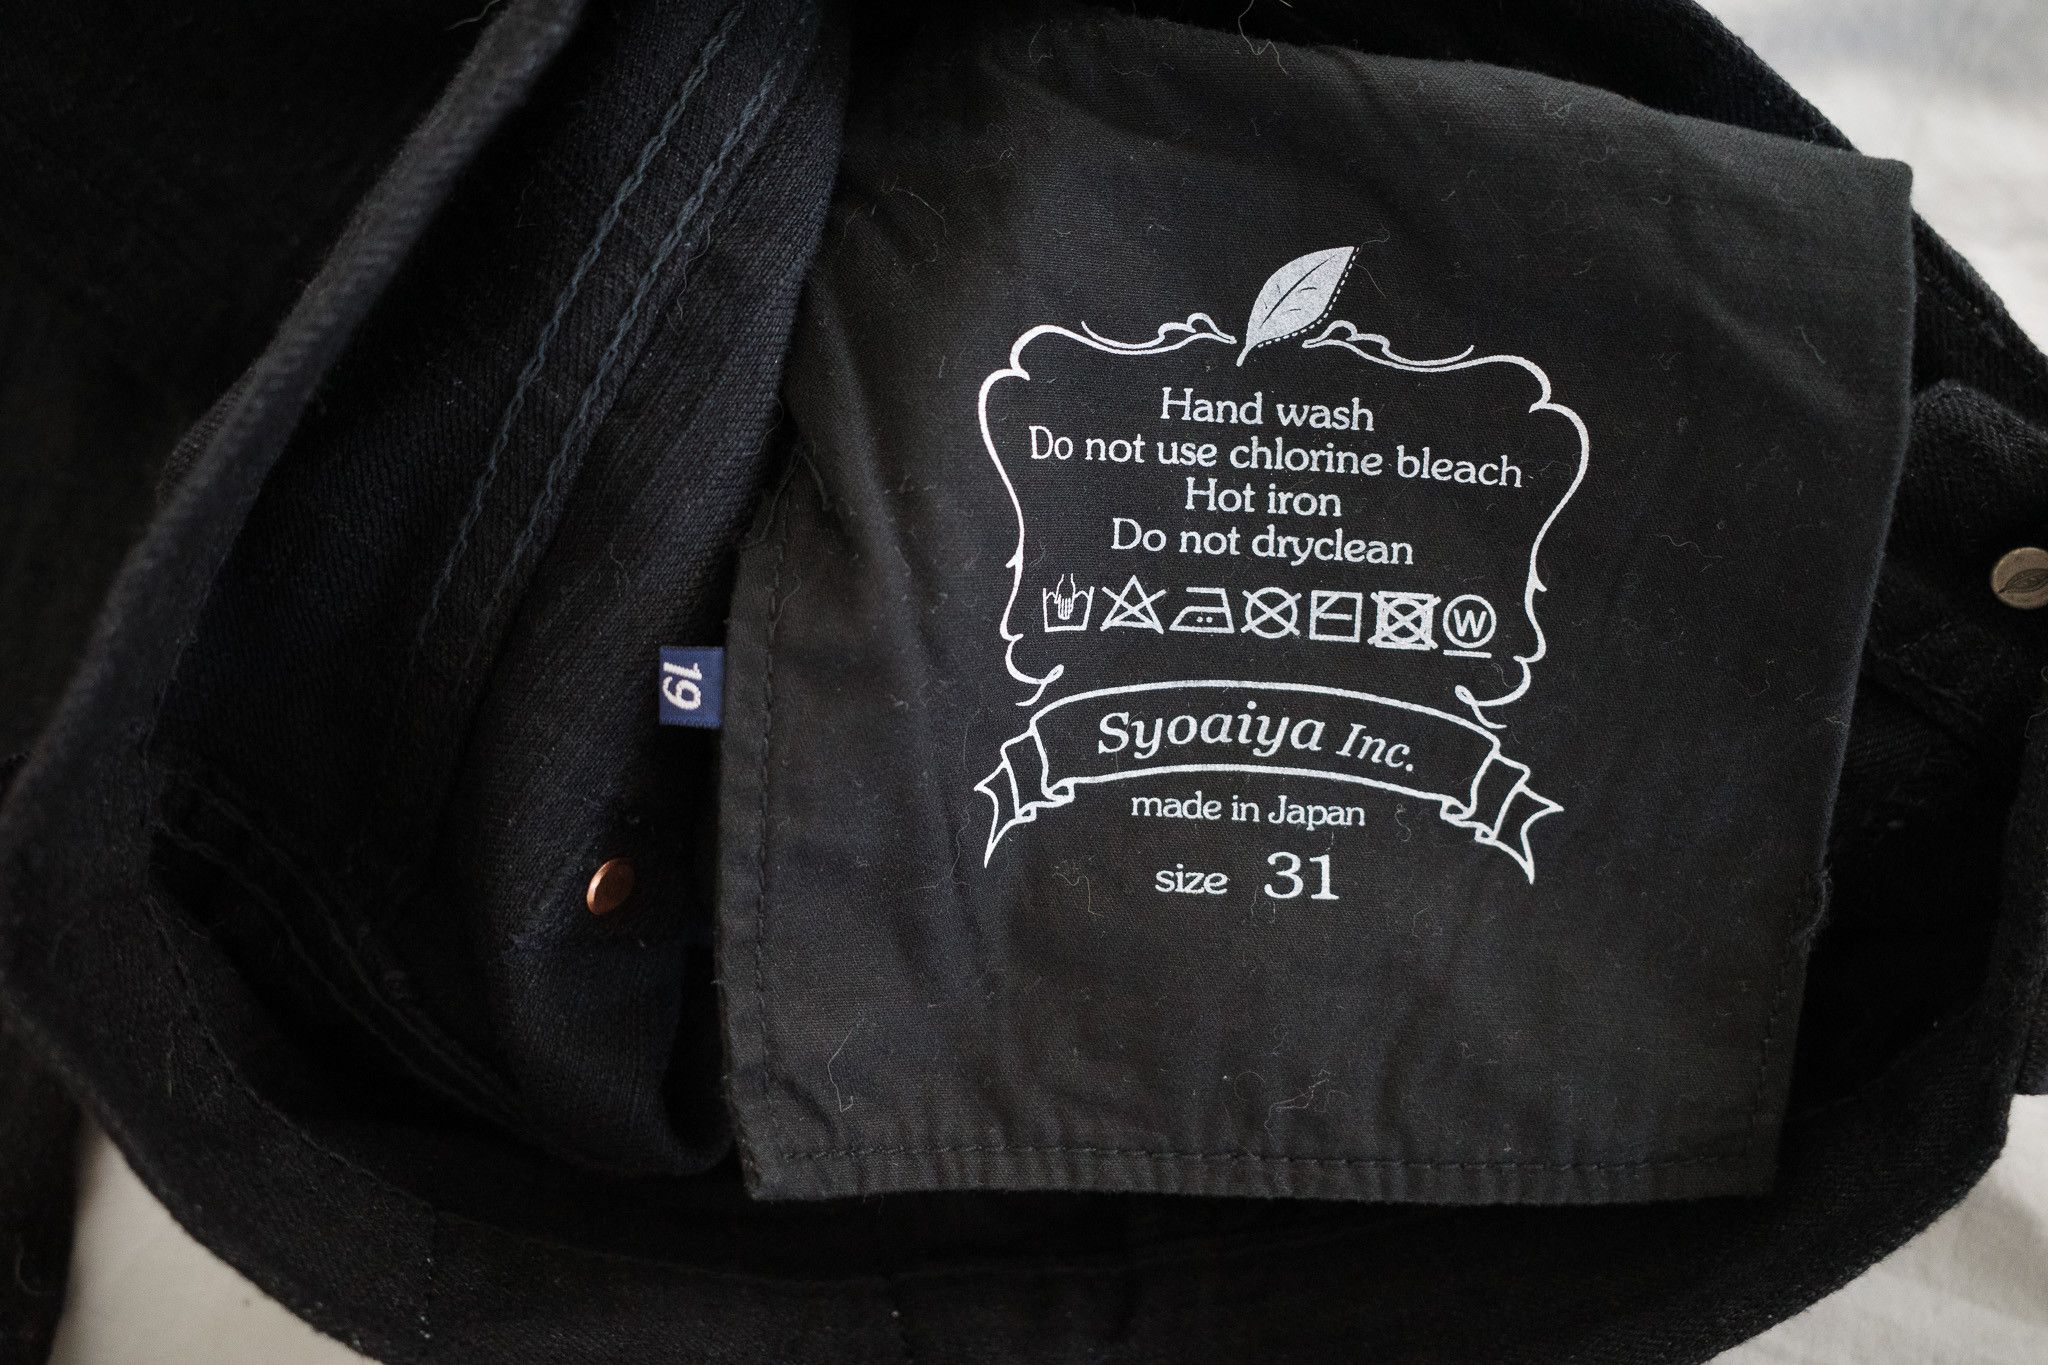 Hand wash
Do not use chlorine bleach
Hot iron
Do not dryclean
W
Syoaiya Inc.
made in Japan
size 31
19